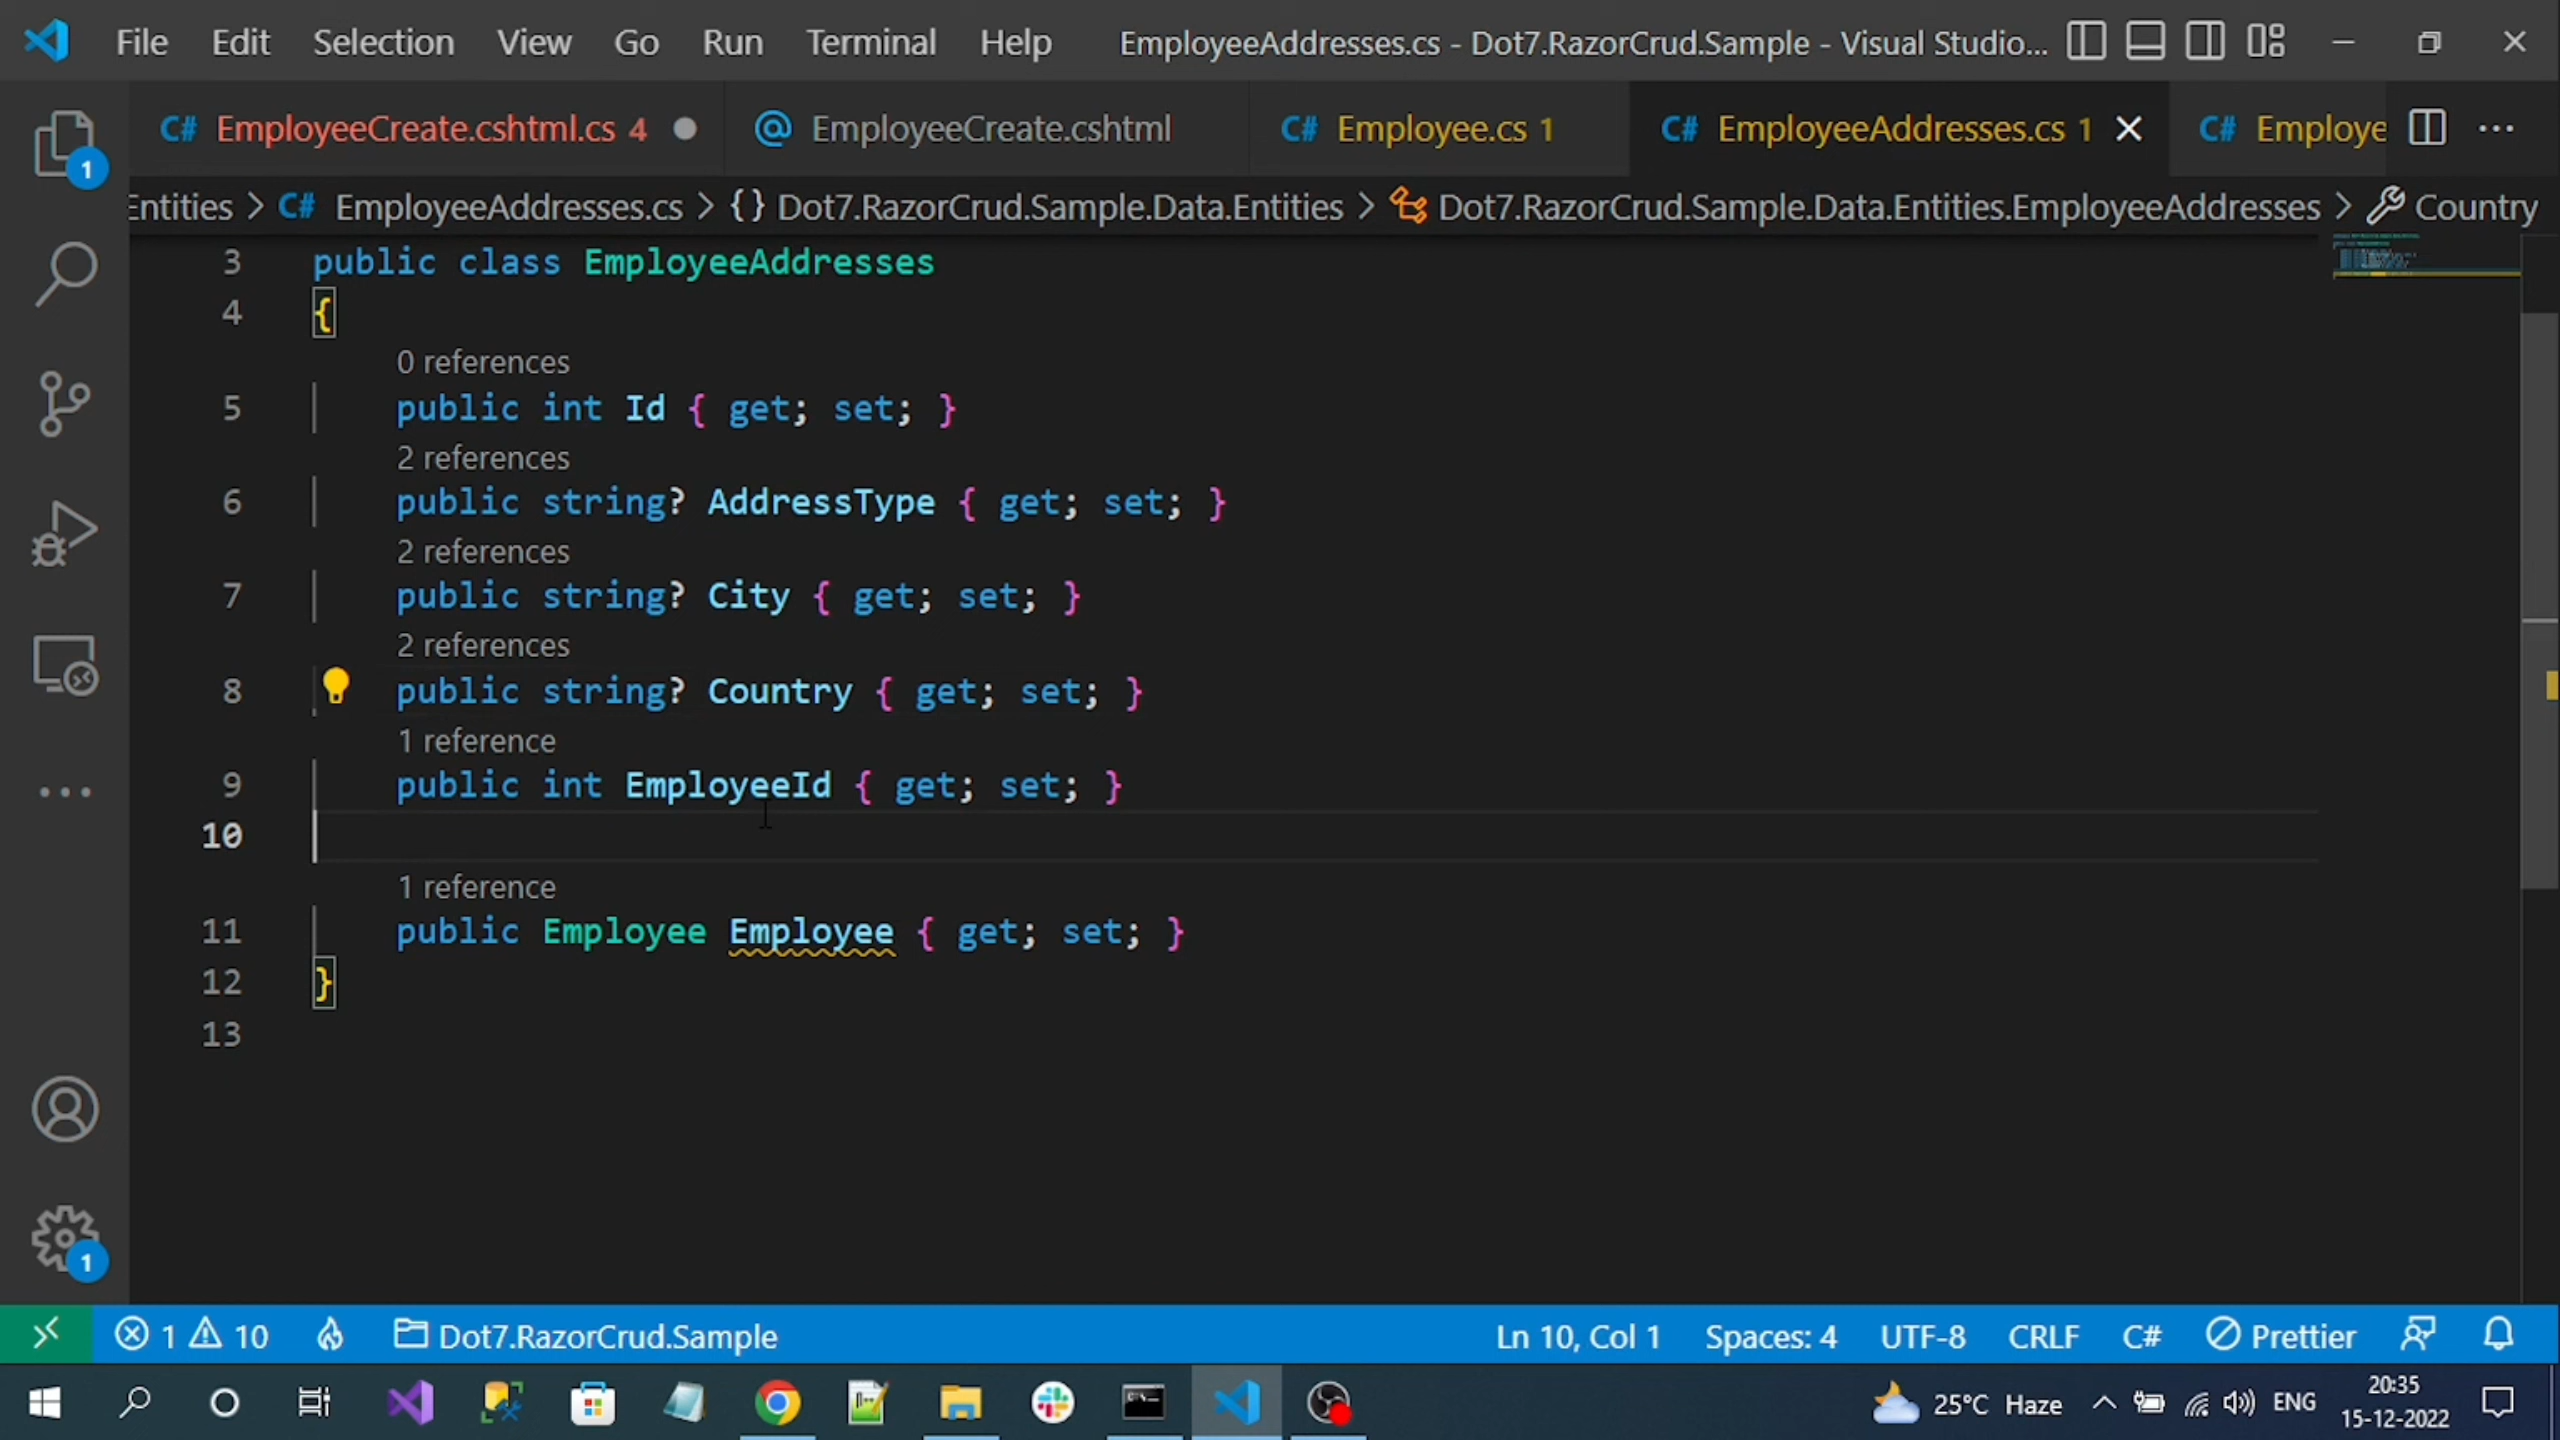 File Edit Selection View Go Run Terminal Help EmployeeAddresses.cs - Dot7.RazorCrud.Sample - Visual Studio...
C# EmployeeCreate.cshtml.cs 4 @ EmployeeCreate.cshtml C# Employee.cs 1 C# EmployeeAddresses.cs 1 C# Employe
Entities > C# EmployeeAddresses.cs > {} Dot7.RazorCrud.Sample.Data.Entities > Dot7.RazorCrud.Sample.Data.Entities.EmployeeAddresses > Country
1
3 public class EmployeeAddresses
4 {
0 references
5 public int Id { get; set; }
2 references
6 public string? AddressType { get; set; }
2 references
7 public string? City { get; set; }
2 references
8 public string? Country { get; set; }
1 reference
9 public int EmployeeId { get; set; }
10
1 reference
11 public Employee Employee { get; set; }
12 }
13
1
1 10 Dot7.RazorCrud.Sample Ln 10, Col 1 Spaces: 4 UTF-8 CRLF C# Prettier
25°C Haze ENG 20:35
15-12-2022